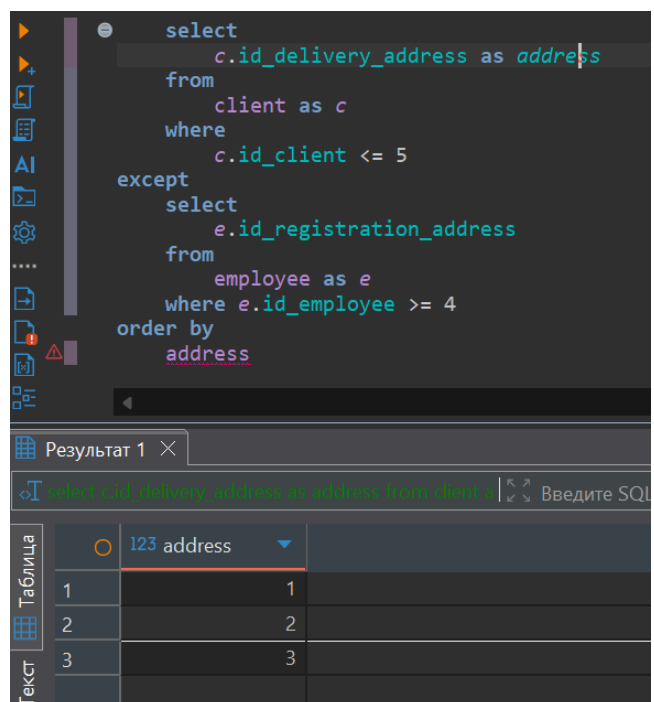 select
c.id_delivery_address as address
from
client as c
where
AI
c.id_client <= 5
except
select
e.id_registration_address
from
employee as e
where e.id_employee >= 4
order by
address
Результат 1
select c.id_delivery_address as address from client a
Введите SQL
Таблица
Текст
123 address
1 1
2 2
3 3